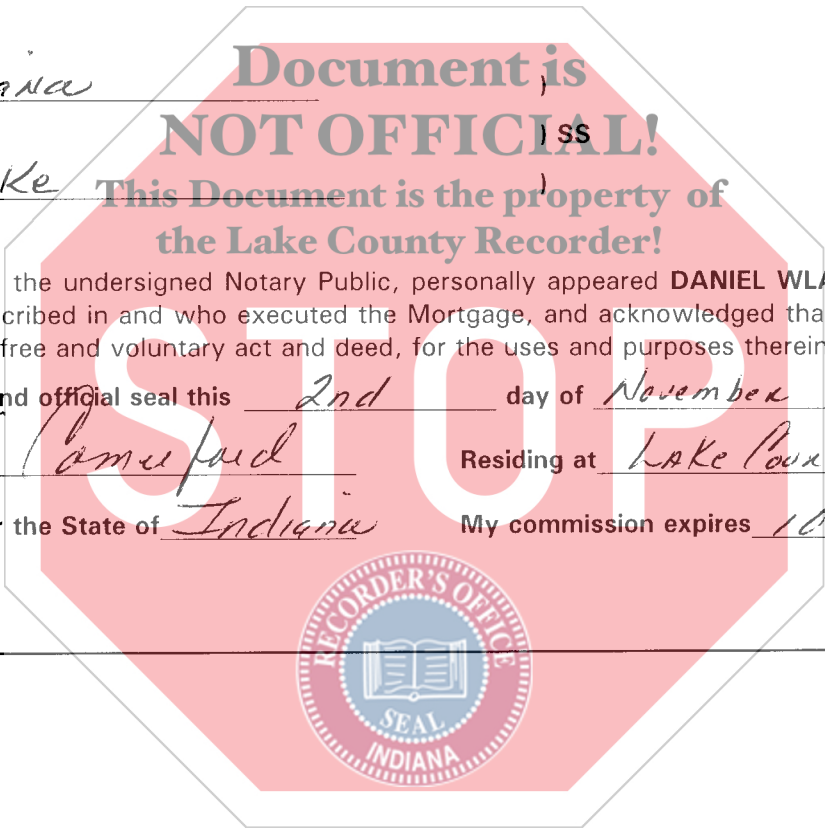 Document is
ana )
NOT OFFICIAL!
) SS
ke )
This Document is the property of
the Lake County Recorder!
the undersigned Notary Public, personally appeared DANIEL WLA
cribed in and who executed the Mortgage, and acknowledged tha
free and voluntary act and deed, for the uses and purposes therein
nd official seal this 2nd day of November
Comerford Residing at Lake Coun
the State of Indiana My commission expires 10
STOP
RECORDER'S OFFICE
SEAL
INDIANA